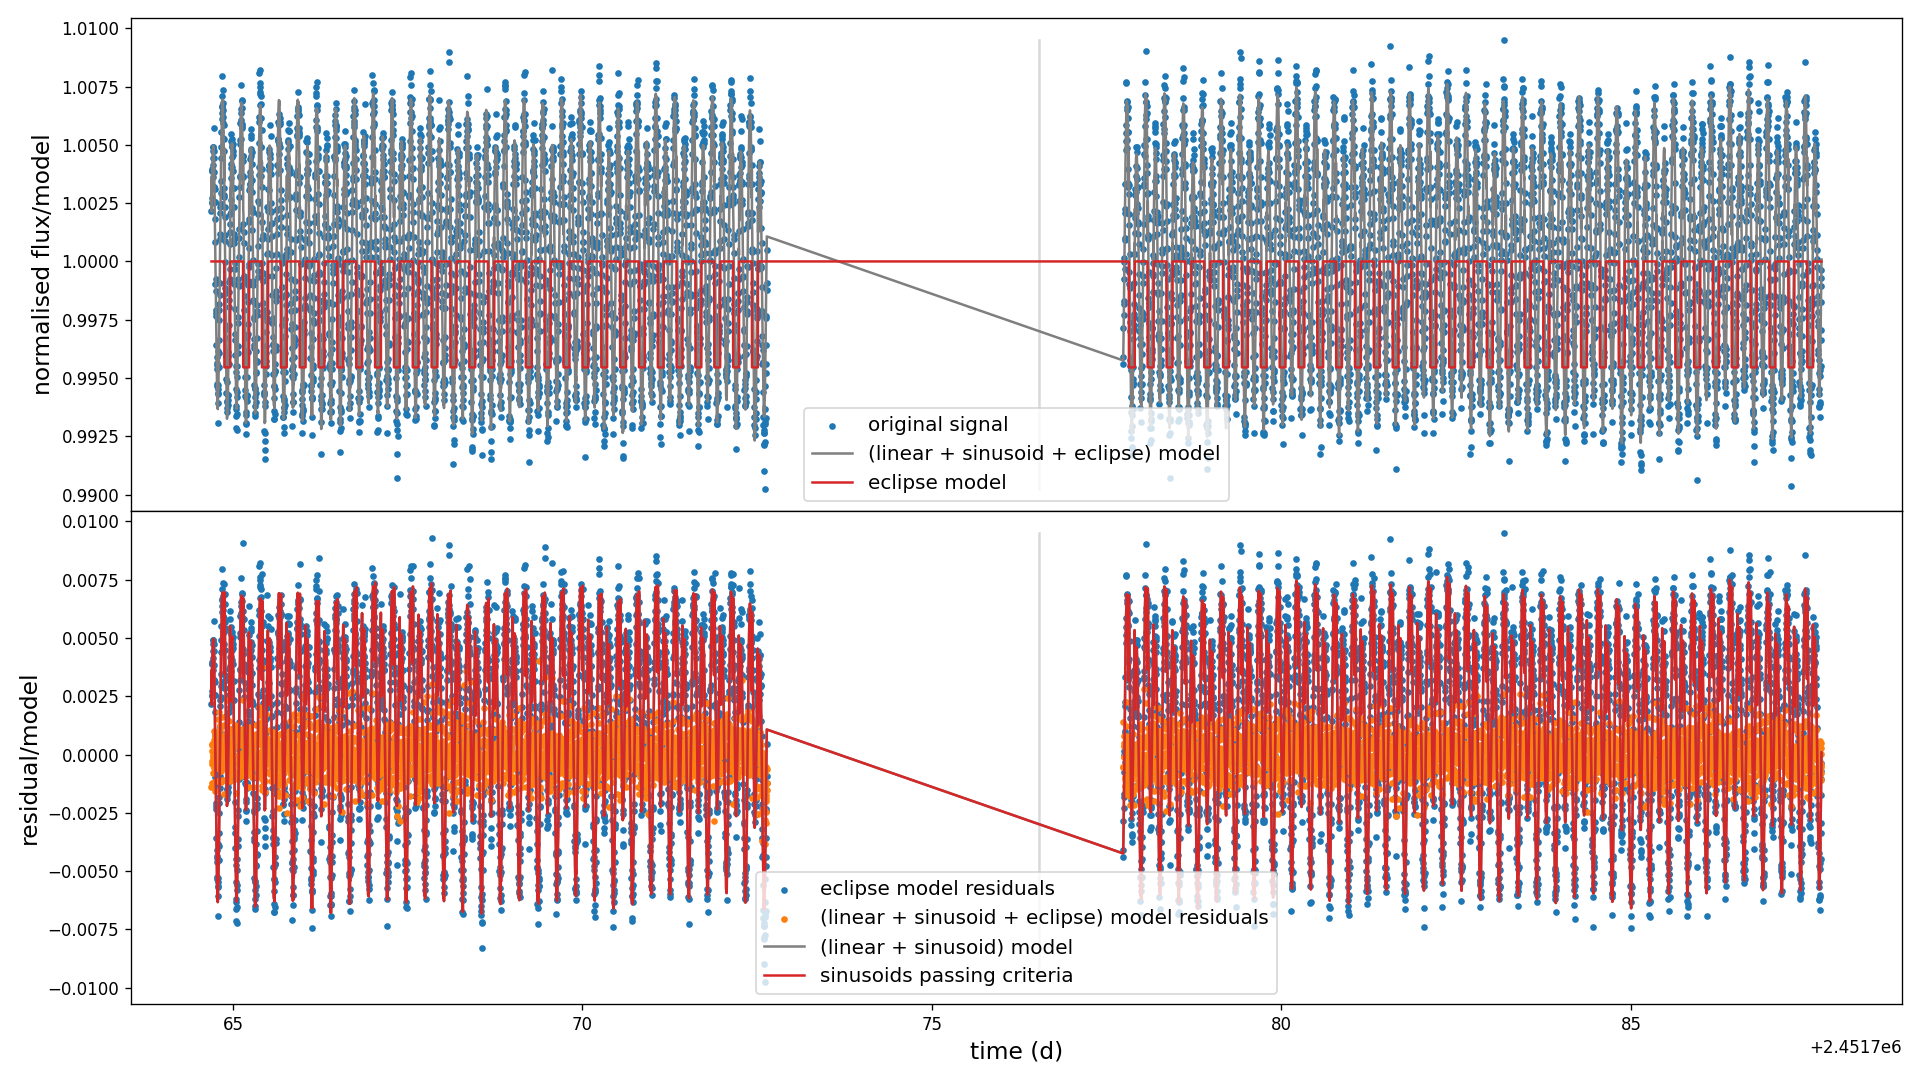 1.0100
1.0075
1.0050
1.0025
1.0000
0.9975
0.9950
0.9925
0.9900
normalised flux/model
original signal
(linear + sinusoid + eclipse) model
eclipse model
0.0100
0.0075
0.0050
0.0025
0.0000
−0.0025
−0.0050
−0.0075
−0.0100
residual/model
eclipse model residuals
(linear + sinusoid + eclipse) model residuals
(linear + sinusoid) model
sinusoids passing criteria
65 70 75 80 85
time (d)
+2.4517e6